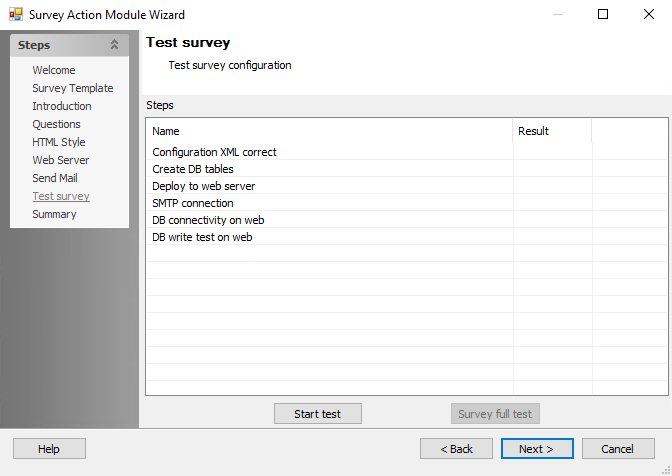 Survey Action Module Wizard
Steps
Welcome
Survey Template
Introduction
Questions
HTML Style
Web Server
Send Mail
Test survey
Summary
Test survey
Test survey configuration
Steps
Name Result
Configuration XML correct
Create DB tables
Deploy to web server
SMTP connection
DB connectivity on web
DB write test on web
Start test Survey full test
Help < Back Next > Cancel